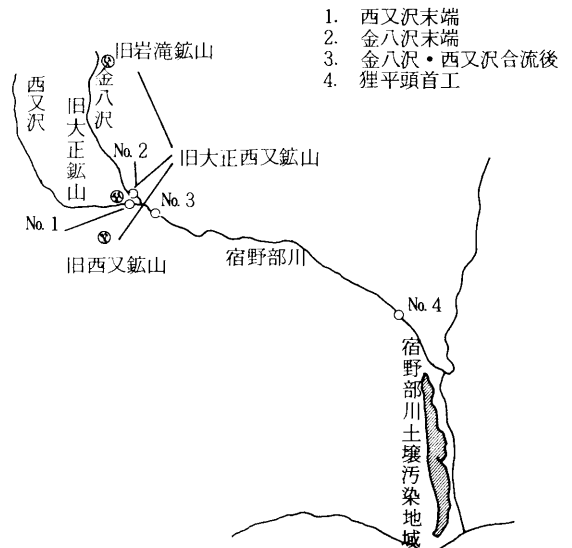 1. 西又沢末端
2. 金八沢末端
3. 金八沢・西又沢合流後
4. 狸平頭首工
旧岩滝鉱山
金八沢
西又沢
旧大正鉱山
No. 2
旧大正西又鉱山
No. 3
No. 1
旧西又鉱山
宿野部川
No. 4
宿野部川土壌汚染地域